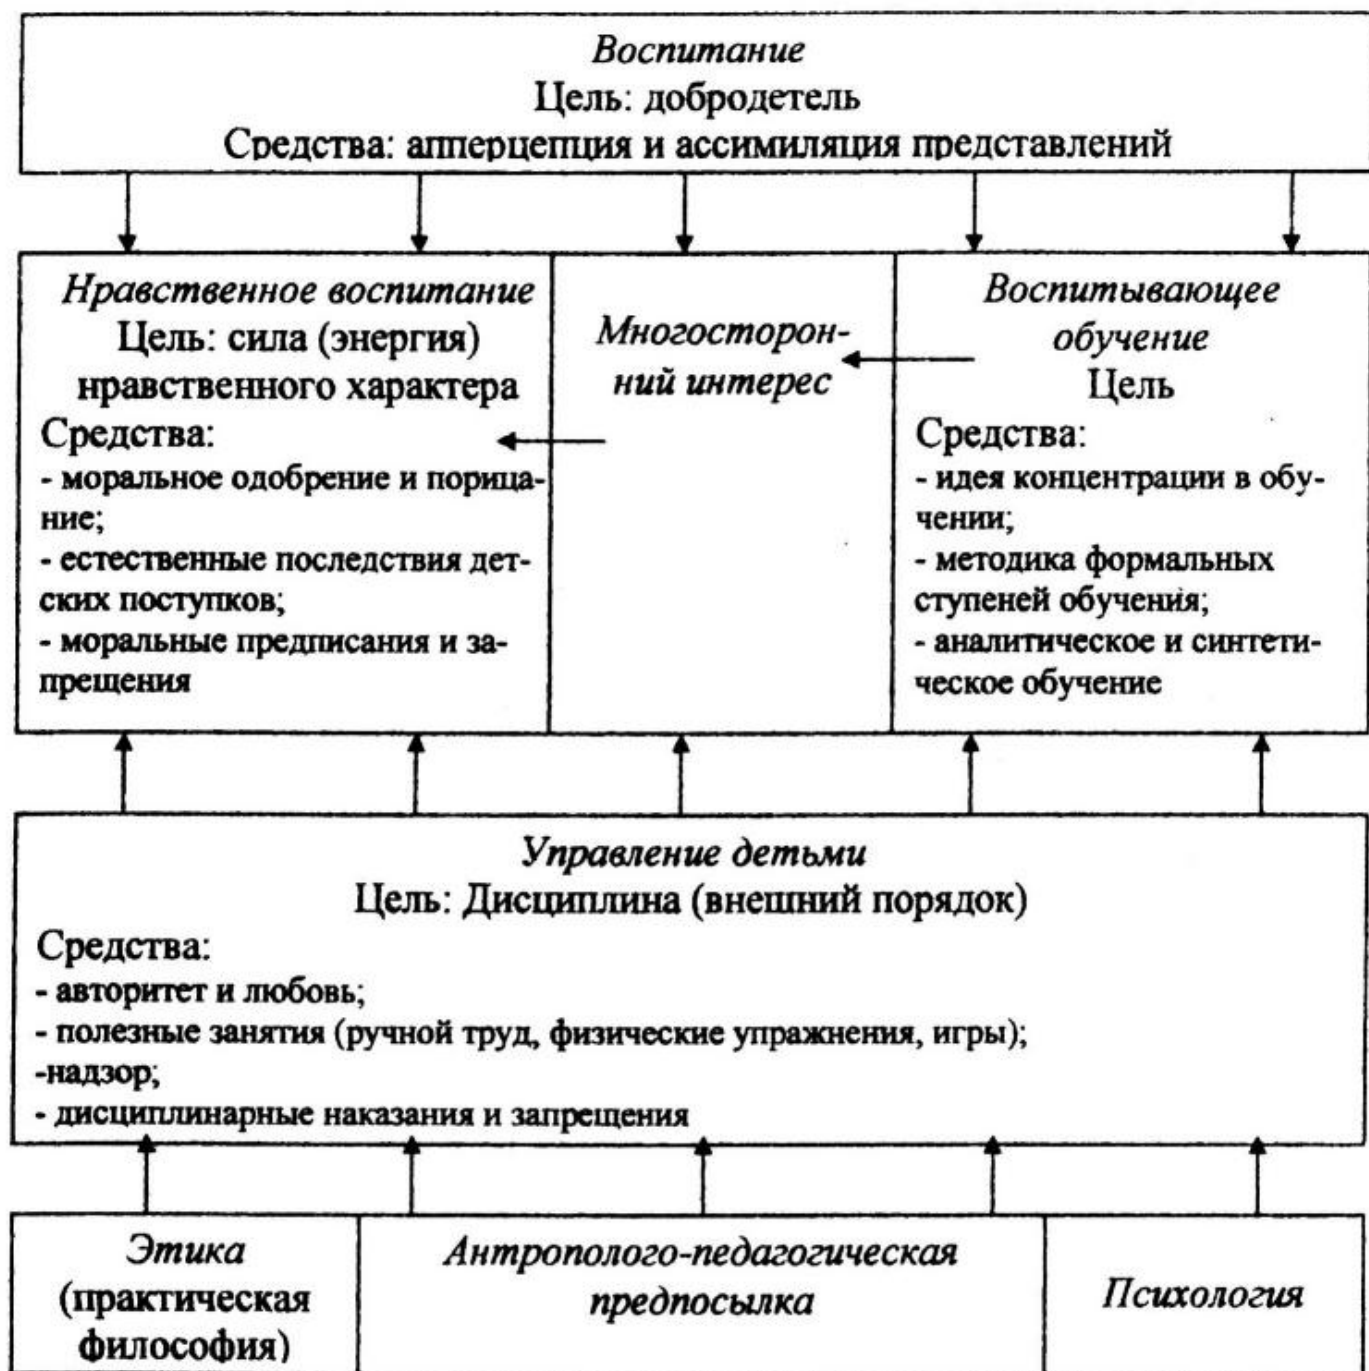 Воспитание
Цель: добродетель
Средства: апперцепция и ассимиляция представлений
Нравственное воспитание
Цель: сила (энергия)
нравственного характера
Средства:
- моральное одобрение и порица-
ние;
- естественные последствия дет-
ских поступков;
- моральные предписания и за-
прещения
Многосторон-
ний интерес
Воспитывающее
обучение
Цель
Средства:
- идея концентрации в обу-
чении;
- методика формальных
ступеней обучения;
- аналитическое и синтети-
ческое обучение
Управление детьми
Цель: Дисциплина (внешний порядок)
Средства:
- авторитет и любовь;
- полезные занятия (ручной труд, физические упражнения, игры);
-надзор;
- дисциплинарные наказания и запрещения
Этика
(практическая
философия)
Антрополого-педагогическая
предпосылка
Психология